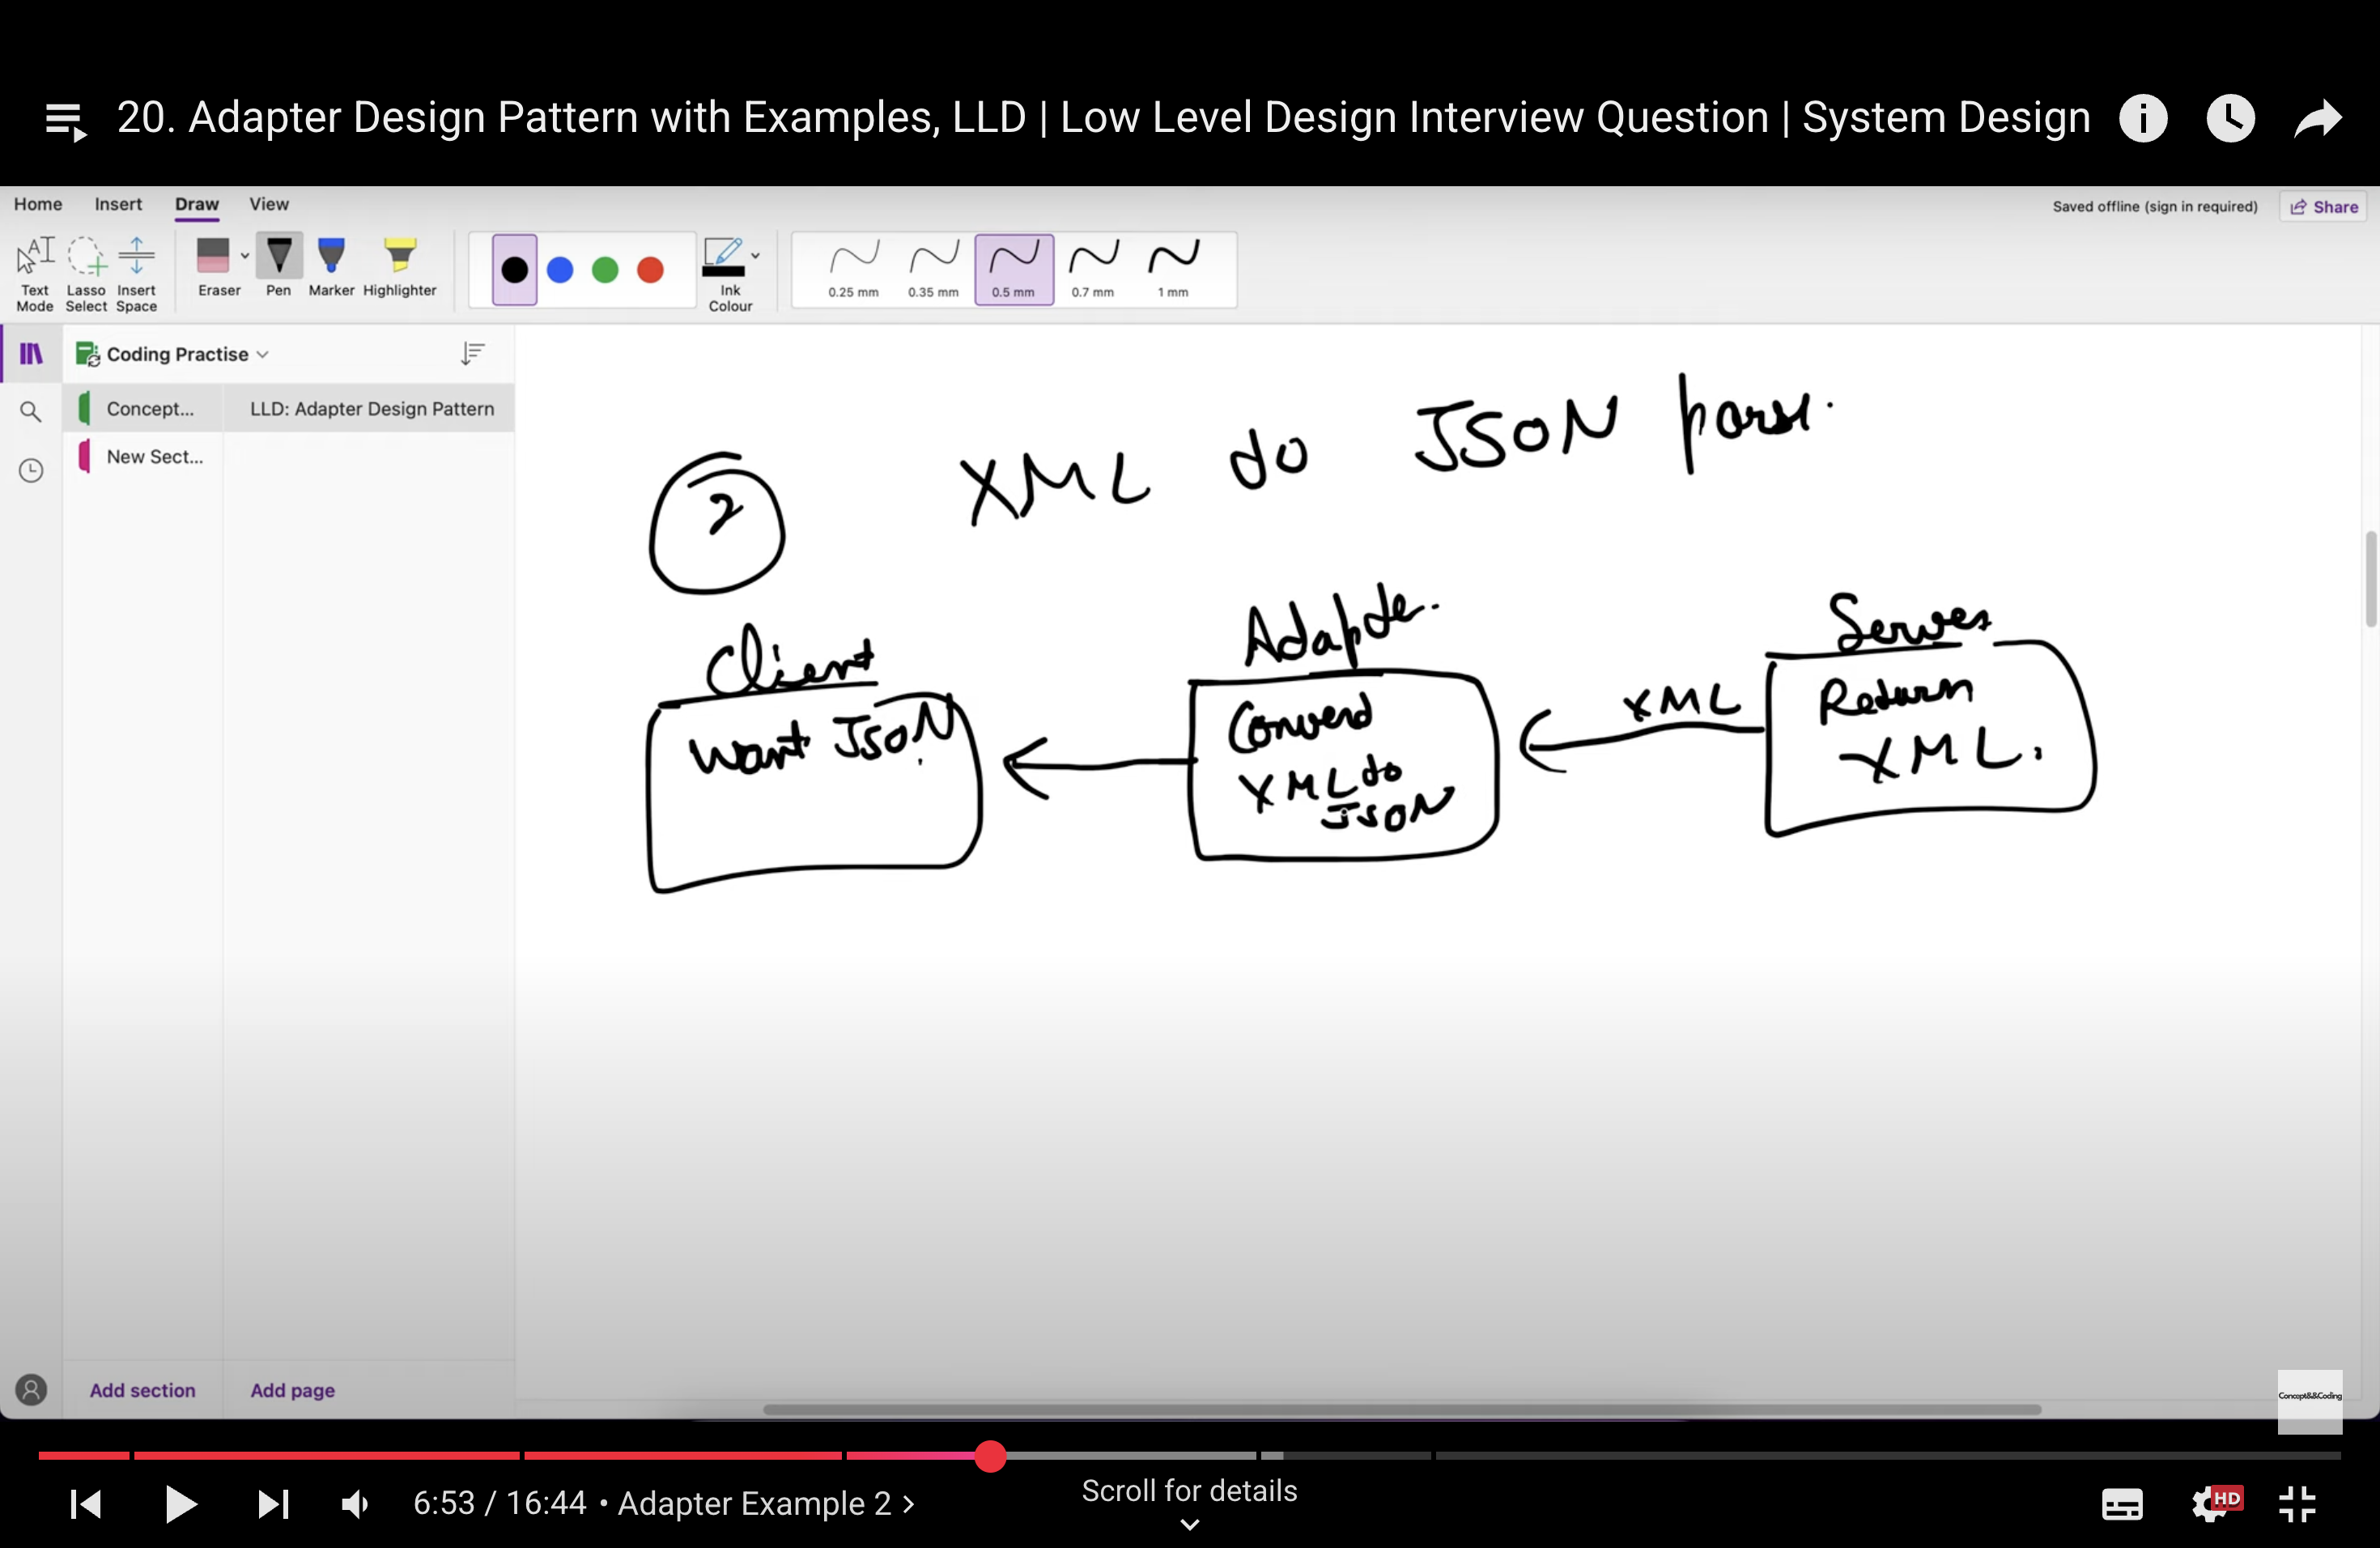 20. Adapter Design Pattern with Examples, LLD | Low Level Design Interview Question | System Design
Home Insert Draw View
Saved offline (sign in required) Share
Text Mode
Lasso Select
Insert Space
Eraser
Pen
Marker
Highlighter
Ink Colour
0.25 mm
0.35 mm
0.5 mm
0.7 mm
1 mm
Coding Practise
Concept... LLD: Adapter Design Pattern
New Sect...
2 XML to JSON parse.
Client
Want JSON
Adapter
Convert
XML to
JSON
XML
Server
Return
XML.
Add section Add page
Concept&&Coding
6:53 / 16:44 • Adapter Example 2 >
Scroll for details
HD